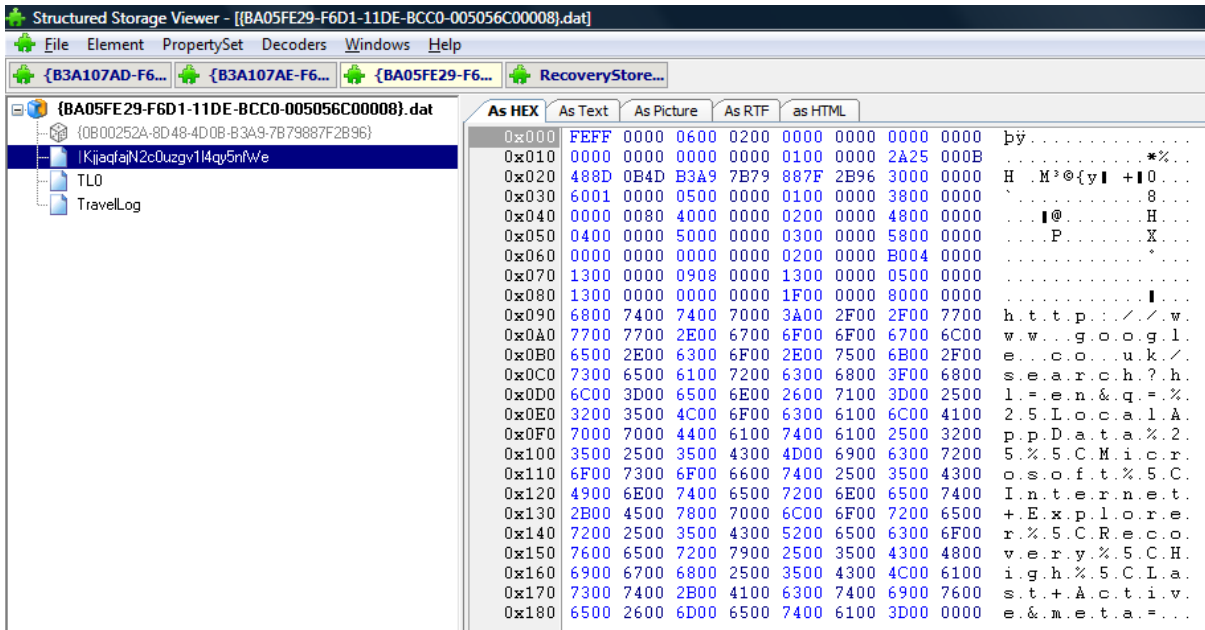 Structured Storage Viewer - [{BA05FE29-F6D1-11DE-BCC0-005056C00008}.dat]
File Element PropertySet Decoders Windows Help
{B3A107AD-F6... {B3A107AE-F6... {BA05FE29-F6... RecoveryStore...
{BA05FE29-F6D1-11DE-BCC0-005056C00008}.dat
{0B00252A-8D48-4D0B-B3A9-7B79887F2B96}
|KjjaqfajN2c0uzgv1l4qy5nfWe
TL0
TravelLog
As HEX As Text As Picture As RTF as HTML
0x000 FEFF 0000 0600 0200 0000 0000 0000 0000 þÿ..............
0x010 0000 0000 0000 0000 0100 0000 2A25 000B ............*%..
0x020 488D 0B4D B3A9 7B79 887F 2B96 3000 0000 H .M³©{y▮ +▮0...
0x030 6001 0000 0500 0000 0100 0000 3800 0000 `...........8...
0x040 0000 0080 4000 0000 0200 0000 4800 0000 ...▮@.......H...
0x050 0400 0000 5000 0000 0300 0000 5800 0000 ....P.......X...
0x060 0000 0000 0000 0000 0200 0000 B004 0000 ............°...
0x070 1300 0000 0908 0000 1300 0000 0500 0000 ................
0x080 1300 0000 0000 0000 1F00 0000 8000 0000 ............▮...
0x090 6800 7400 7400 7000 3A00 2F00 2F00 7700 h.t.t.p.:././.w.
0x0A0 7700 7700 2E00 6700 6F00 6F00 6700 6C00 w.w...g.o.o.g.l.
0x0B0 6500 2E00 6300 6F00 2E00 7500 6B00 2F00 e...c.o...u.k./.
0x0C0 7300 6500 6100 7200 6300 6800 3F00 6800 s.e.a.r.c.h.?.h.
0x0D0 6C00 3D00 6500 6E00 2600 7100 3D00 2500 l.=.e.n.&.q.=.%.
0x0E0 3200 3500 4C00 6F00 6300 6100 6C00 4100 2.5.L.o.c.a.l.A.
0x0F0 7000 7000 4400 6100 7400 6100 2500 3200 p.p.D.a.t.a.%.2.
0x100 3500 2500 3500 4300 4D00 6900 6300 7200 5.%.5.C.M.i.c.r.
0x110 6F00 7300 6F00 6600 7400 2500 3500 4300 o.s.o.f.t.%.5.C.
0x120 4900 6E00 7400 6500 7200 6E00 6500 7400 I.n.t.e.r.n.e.t.
0x130 2B00 4500 7800 7000 6C00 6F00 7200 6500 +.E.x.p.l.o.r.e.
0x140 7200 2500 3500 4300 5200 6500 6300 6F00 r.%.5.C.R.e.c.o.
0x150 7600 6500 7200 7900 2500 3500 4300 4800 v.e.r.y.%.5.C.H.
0x160 6900 6700 6800 2500 3500 4300 4C00 6100 i.g.h.%.5.C.L.a.
0x170 7300 7400 2B00 4100 6300 7400 6900 7600 s.t.+.A.c.t.i.v.
0x180 6500 2600 6D00 6500 7400 6100 3D00 0000 e.&.m.e.t.a.=...